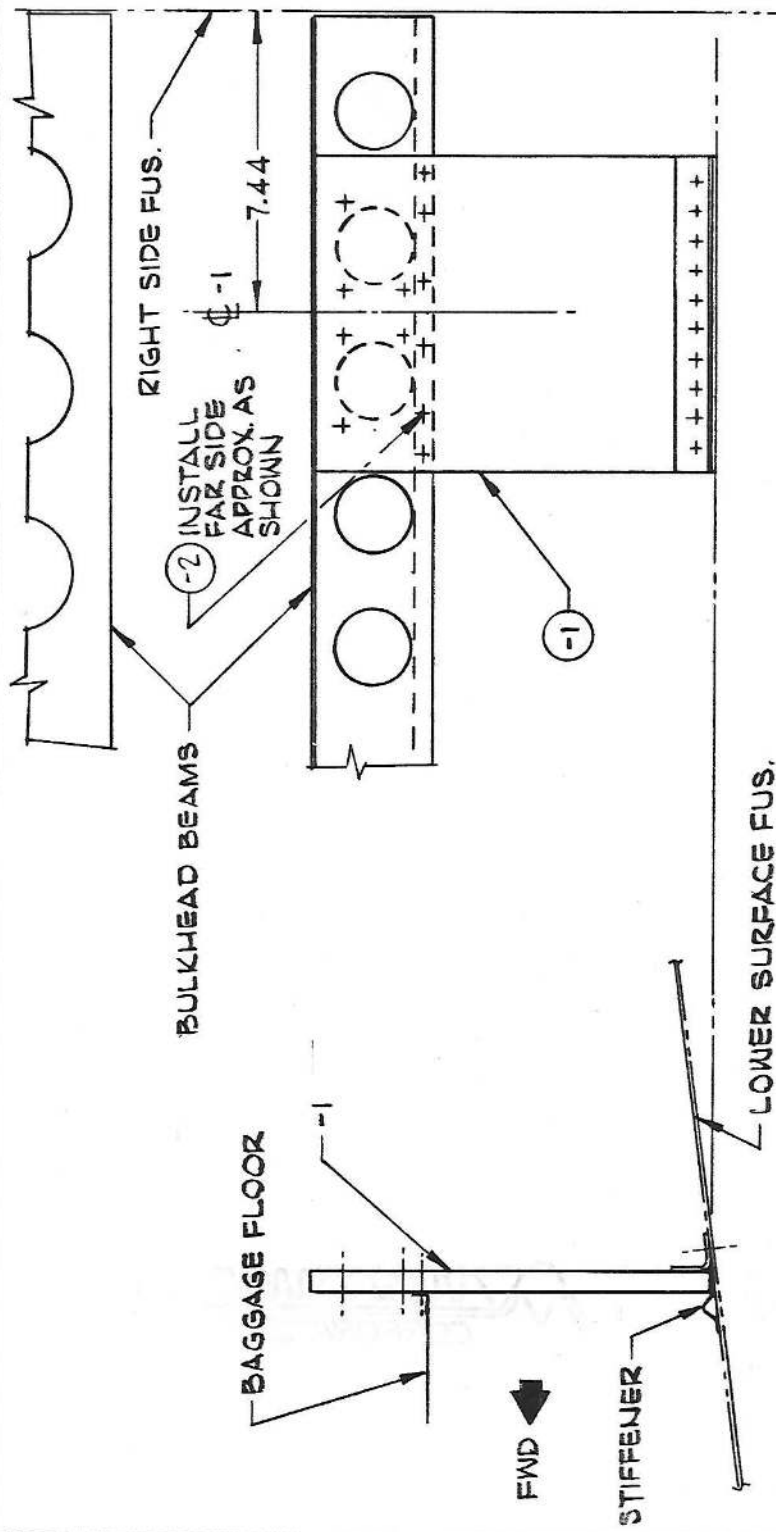 RIGHT SIDE FUS.
7.44
℄ -1
-2 INSTALL
FAR SIDE
APPROX. AS
SHOWN
BULKHEAD BEAMS
-1
BAGGAGE FLOOR
-1
FWD
STIFFENER
LOWER SURFACE FUS.